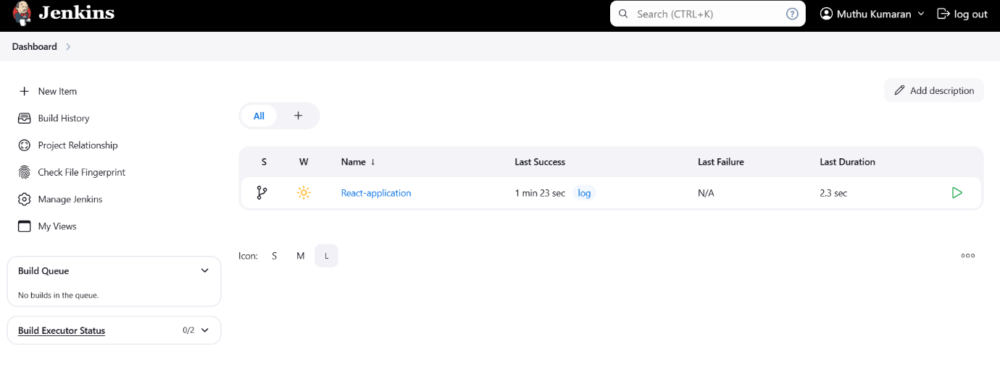 Jenkins
Search (CTRL+K)
?
Muthu Kumaran
log out
Dashboard
New Item
Build History
Project Relationship
Check File Fingerprint
Manage Jenkins
My Views
Build Queue
No builds in the queue.
Build Executor Status 0/2
Add description
All +
S W Name ↓ Last Success Last Failure Last Duration
React-application 1 min 23 sec log N/A 2.3 sec
Icon: S M L